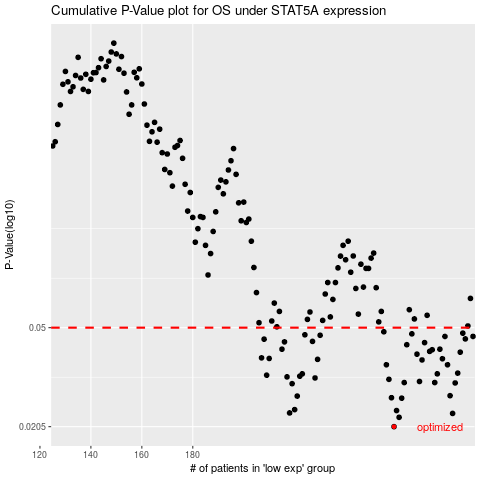 Cumulative P-Value plot for OS under STAT5A expression
P-Value(log10)
0.05
0.0205
optimized
120 140 160 180
# of patients in 'low exp' group